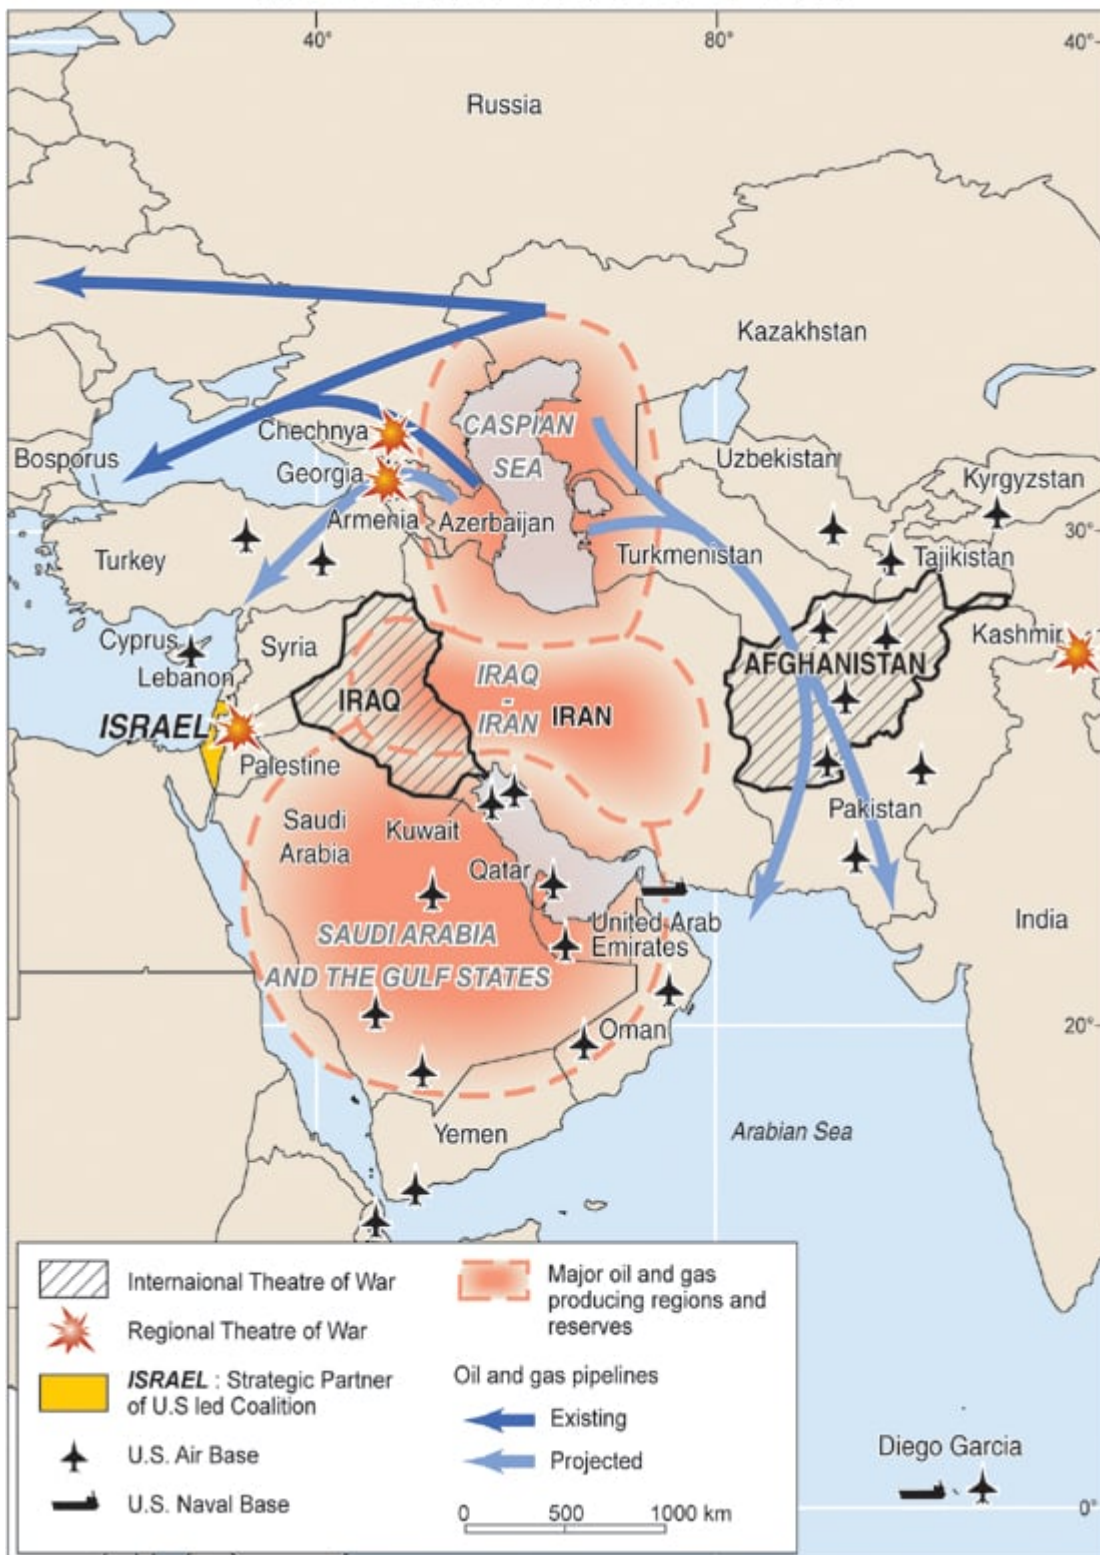 40°
80°
40°
Russia
Kazakhstan
CASPIAN
SEA
Chechnya
Bosporus
Georgia
Uzbekistan
Kyrgyzstan
Armenia
Azerbaijan
30°
Turkey
Turkmenistan
Tajikistan
Cyprus
Syria
Kashmir
Lebanon
AFGHANISTAN
IRAQ
IRAQ
-
IRAN
IRAN
ISRAEL
Palestine
Saudi
Arabia
Kuwait
Pakistan
Qatar
United Arab
Emirates
India
SAUDI ARABIA
AND THE GULF STATES
Oman
20°
Yemen
Arabian Sea
Internaional Theatre of War
Regional Theatre of War
ISRAEL : Strategic Partner
of U.S led Coalition
U.S. Air Base
U.S. Naval Base
Major oil and gas
producing regions and
reserves
Oil and gas pipelines
Existing
Projected
0 500 1000 km
Diego Garcia
0°